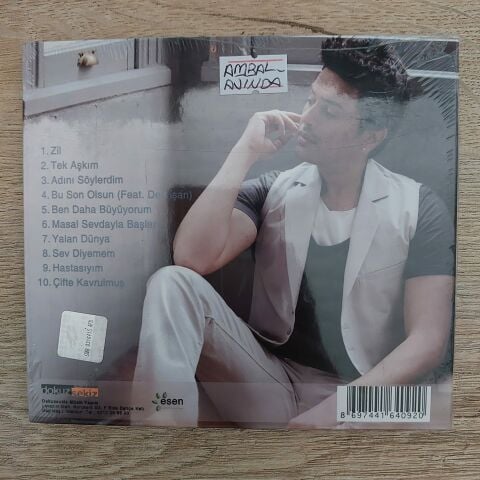 AMBAL-
AJINDA
1. Zil
2. Tek Aşkım
3. Adını Söylerdim
4. Bu Son Olsun (Feat.
5. Ben Daha Büyüyorum
6. Masal Sevdayla Başlar
7. Yalan Dünya
8. Sev Diyemem
9. Hastasıyım
10. Çifte Kavrulmuş
dokuz sekiz
esen
8 697441 640920